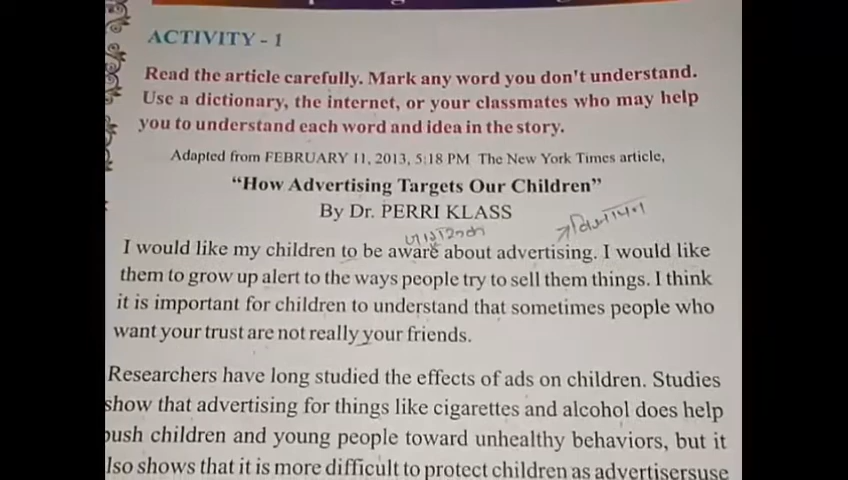 ACTIVITY - 1
Read the article carefully. Mark any word you don't understand.
Use a dictionary, the internet, or your classmates who may help
you to understand each word and idea in the story.
Adapted from FEBRUARY 11, 2013, 5:18 PM The New York Times article,
“How Advertising Targets Our Children”
By Dr. PERRI KLASS
I would like my children to be aware about advertising. I would like
them to grow up alert to the ways people try to sell them things. I think
it is important for children to understand that sometimes people who
want your trust are not really your friends.
Researchers have long studied the effects of ads on children. Studies
show that advertising for things like cigarettes and alcohol does help
push children and young people toward unhealthy behaviors, but it
lso shows that it is more difficult to protect children as advertisersuse